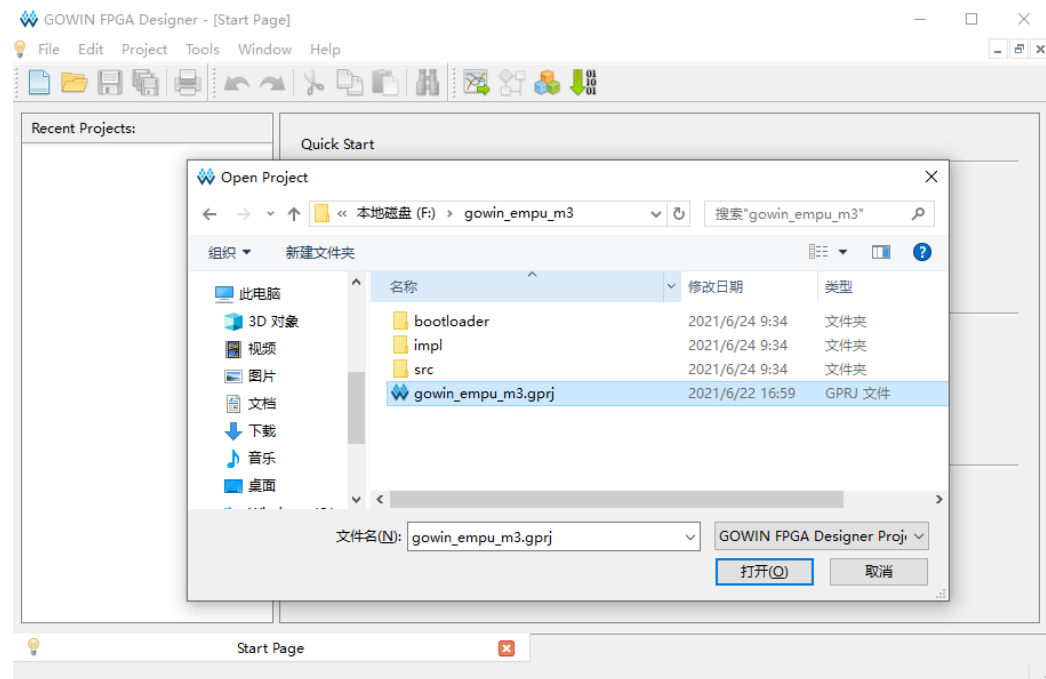 GOWIN FPGA Designer - [Start Page]
File Edit Project Tools Window Help
Recent Projects:
Quick Start
Open Project
« 本地磁盘 (F:) › gowin_empu_m3
搜索"gowin_empu_m3"
组织 新建文件夹
名称 修改日期 类型
此电脑
3D 对象
视频
图片
文档
下载
音乐
桌面
bootloader 2021/6/24 9:34 文件夹
impl 2021/6/24 9:34 文件夹
src 2021/6/24 9:34 文件夹
gowin_empu_m3.gprj 2021/6/22 16:59 GPRJ 文件
文件名(N): gowin_empu_m3.gprj GOWIN FPGA Designer Proj
打开(O) 取消
Start Page